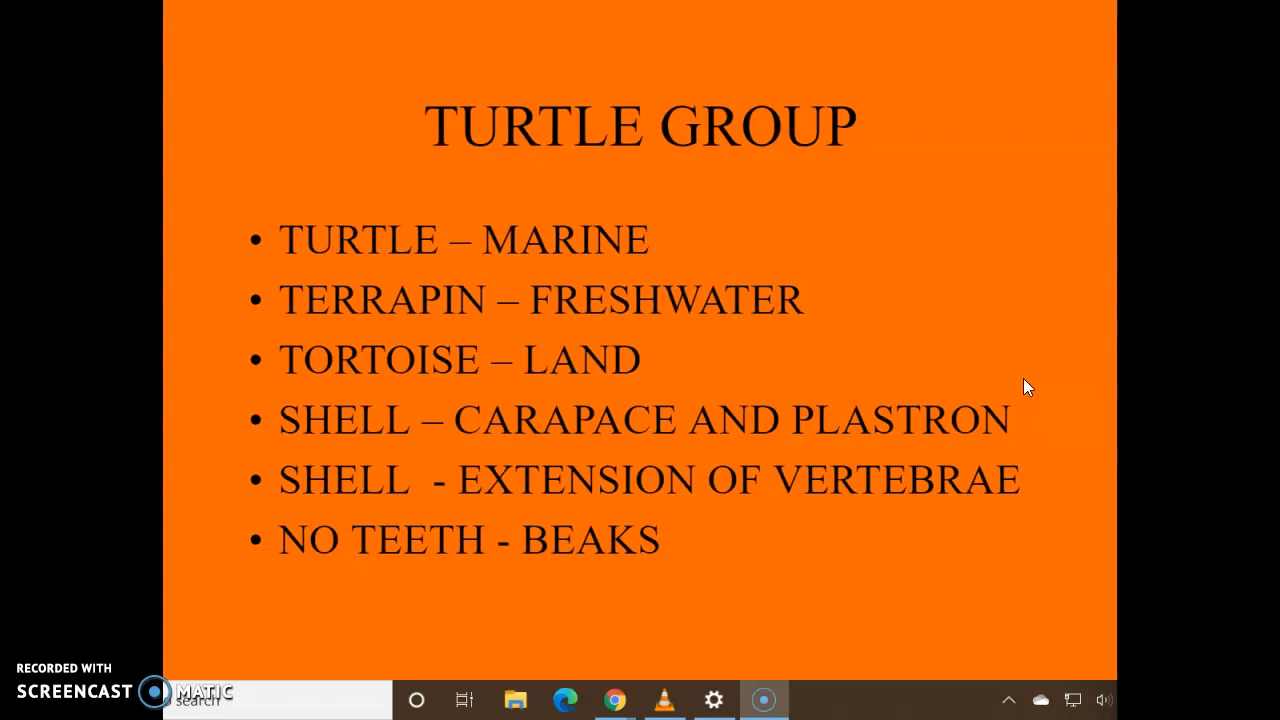 TURTLE GROUP
• TURTLE – MARINE
• TERRAPIN – FRESHWATER
• TORTOISE – LAND
• SHELL – CARAPACE AND PLASTRON
• SHELL - EXTENSION OF VERTEBRAE
• NO TEETH - BEAKS
RECORDED WITH
SCREENCAST MATIC
search